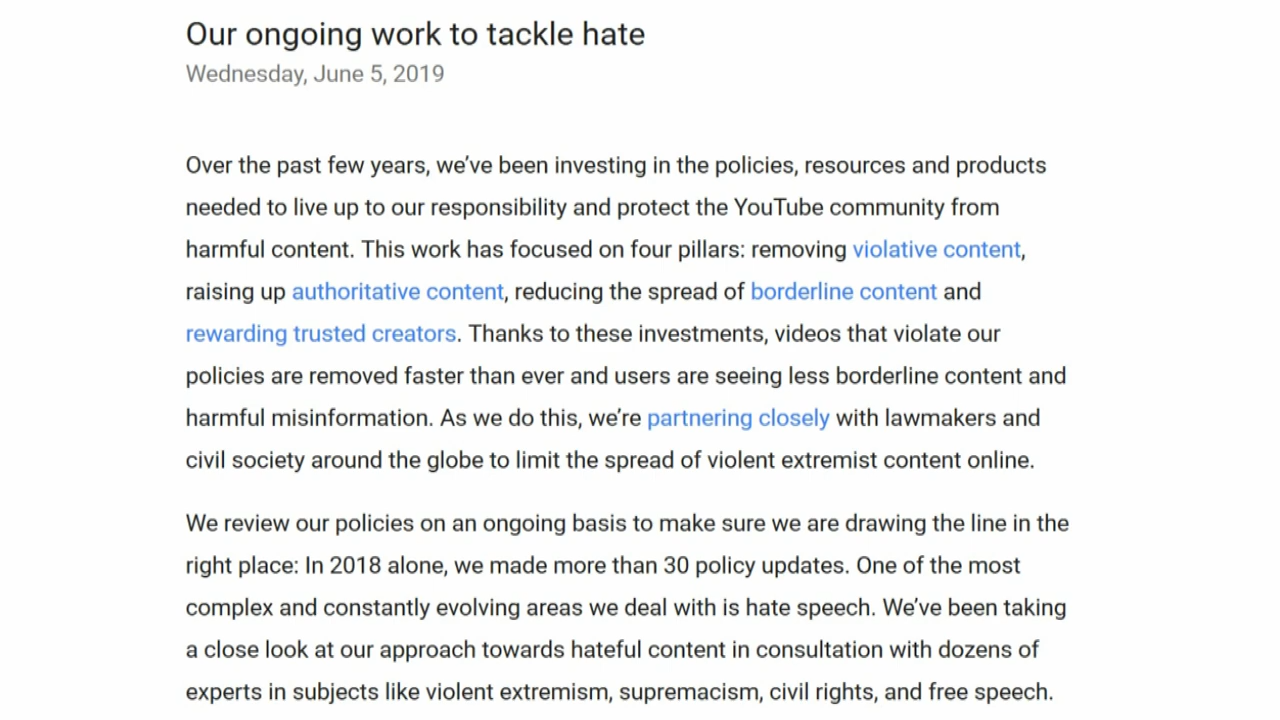 Our ongoing work to tackle hate
Wednesday, June 5, 2019
Over the past few years, we’ve been investing in the policies, resources and products
needed to live up to our responsibility and protect the YouTube community from
harmful content. This work has focused on four pillars: removing violative content,
raising up authoritative content, reducing the spread of borderline content and
rewarding trusted creators. Thanks to these investments, videos that violate our
policies are removed faster than ever and users are seeing less borderline content and
harmful misinformation. As we do this, we’re partnering closely with lawmakers and
civil society around the globe to limit the spread of violent extremist content online.
We review our policies on an ongoing basis to make sure we are drawing the line in the
right place: In 2018 alone, we made more than 30 policy updates. One of the most
complex and constantly evolving areas we deal with is hate speech. We’ve been taking
a close look at our approach towards hateful content in consultation with dozens of
experts in subjects like violent extremism, supremacism, civil rights, and free speech.